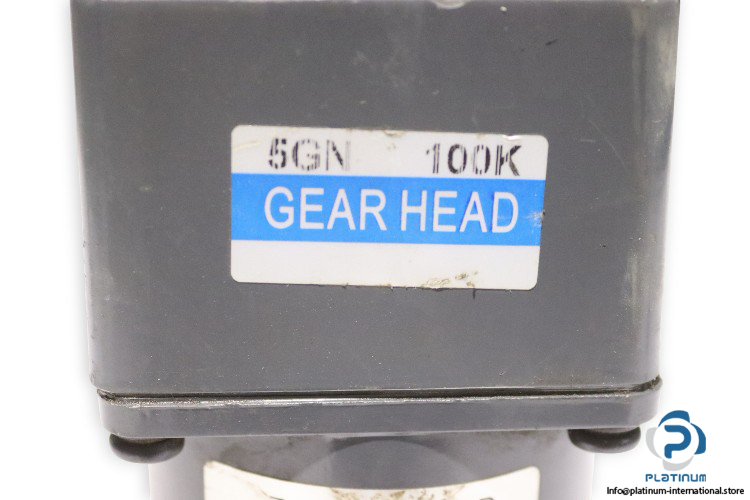 5GN 100K
GEAR HEAD
PLATINUM
Info@platinum-international.store